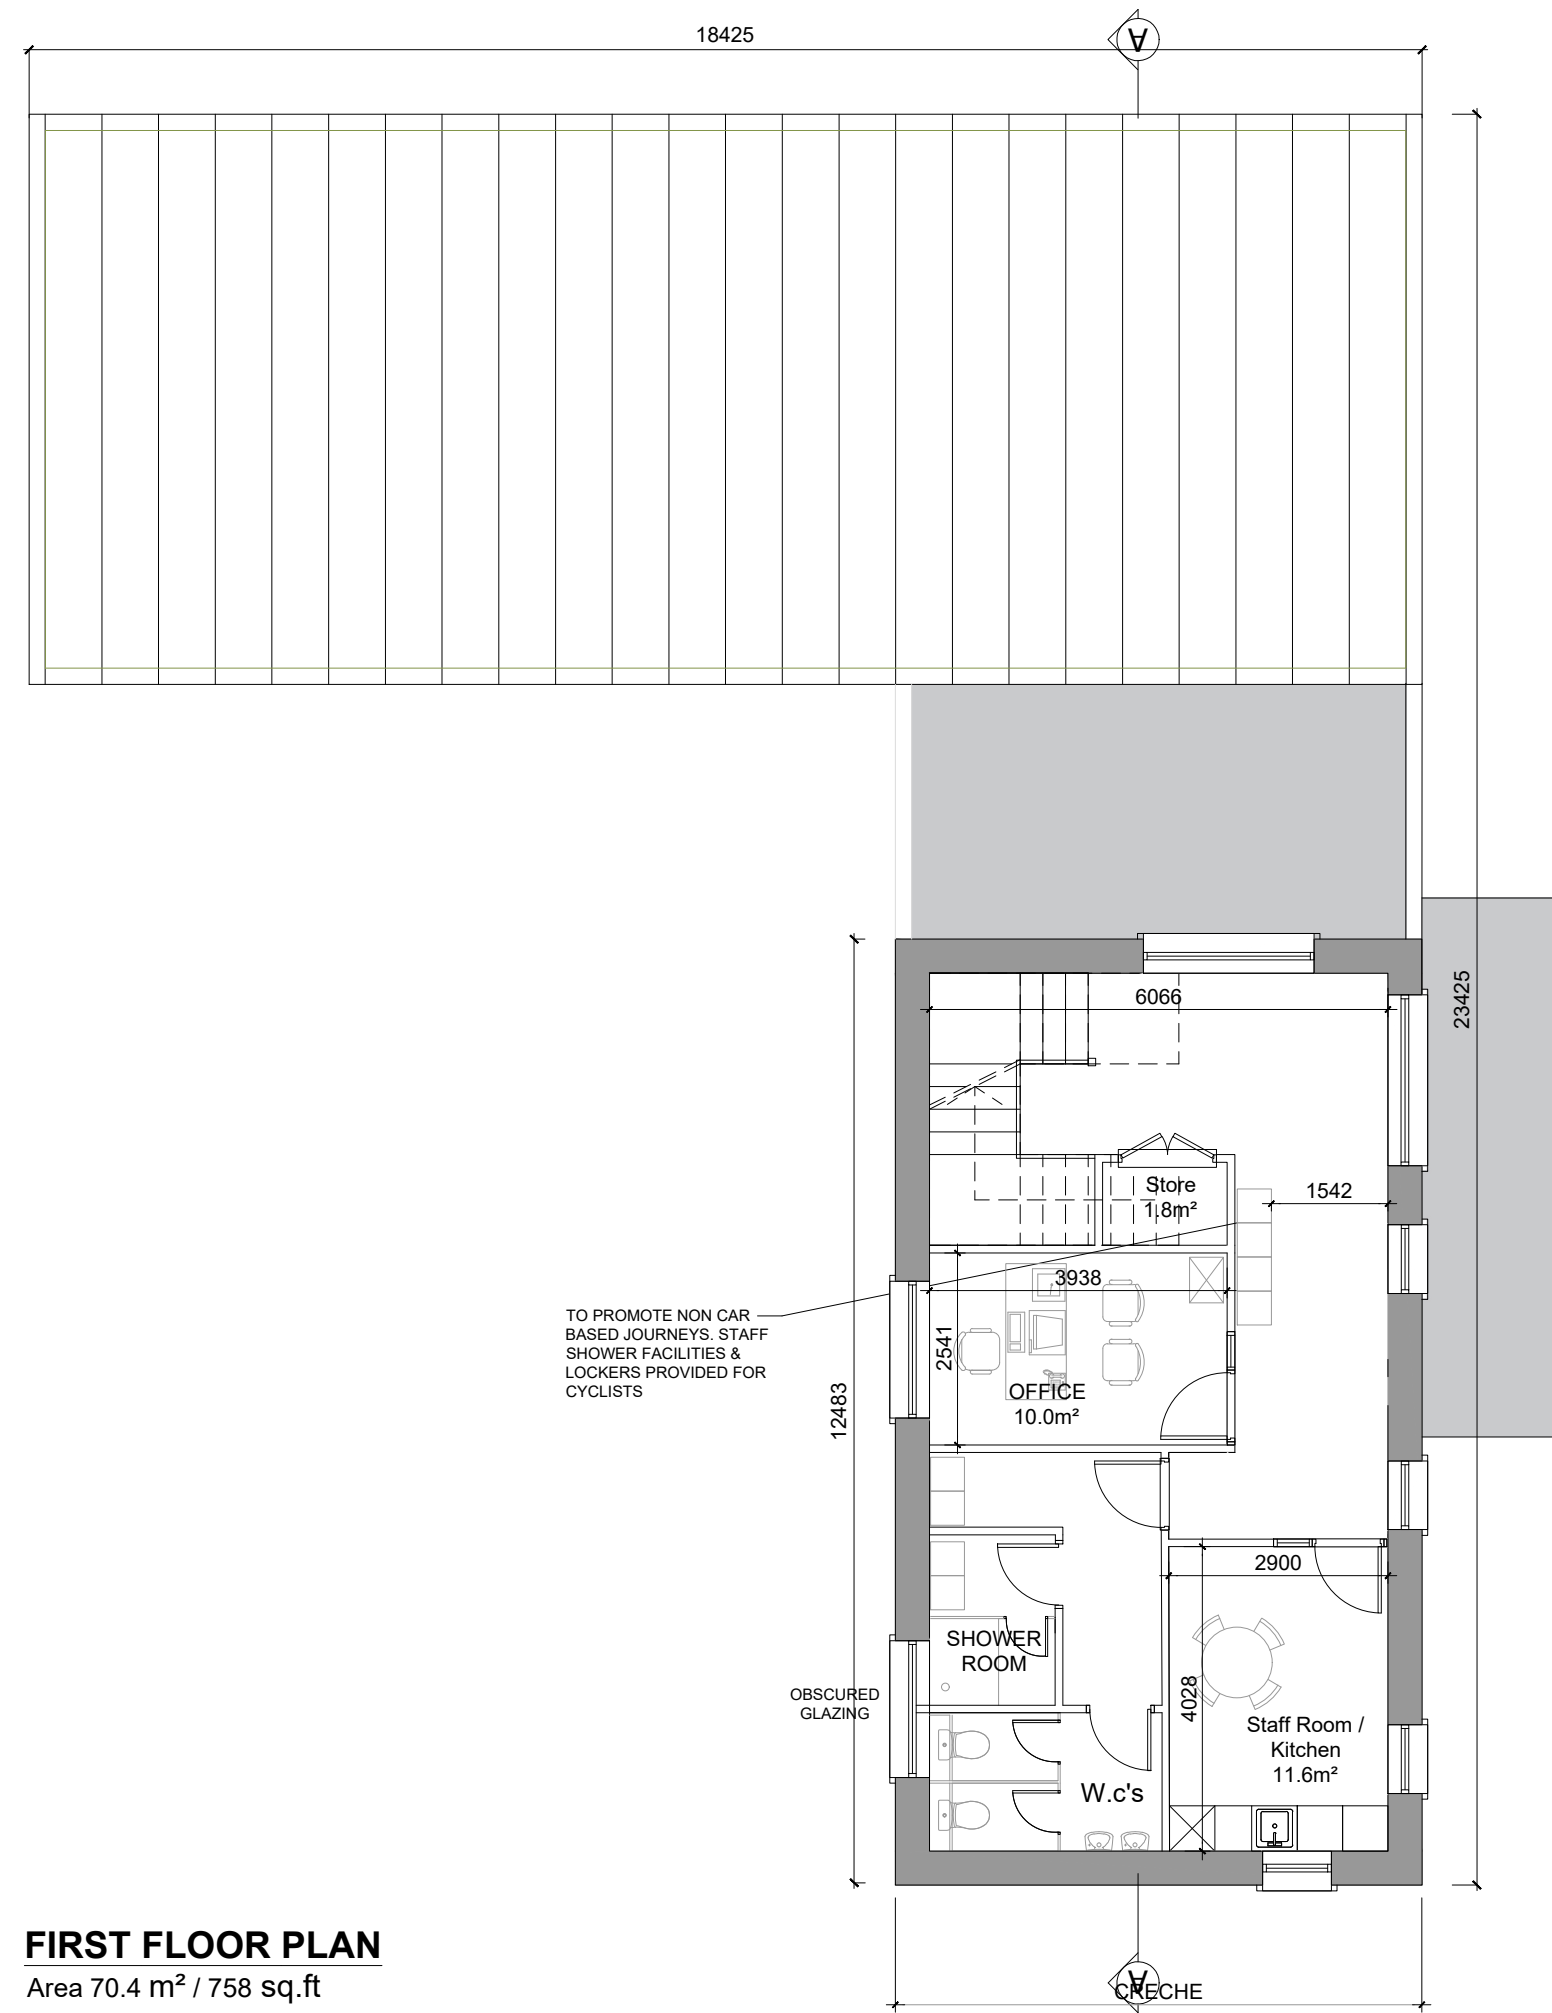 18425
A
23425
6066
Store
1.8m²
1542
3938
2541
OFFICE
10.0m²
TO PROMOTE NON CAR
BASED JOURNEYS. STAFF
SHOWER FACILITIES &
LOCKERS PROVIDED FOR
CYCLISTS
12483
2900
SHOWER
ROOM
OBSCURED
GLAZING
4028
Staff Room /
Kitchen
11.6m²
W.c's
FIRST FLOOR PLAN
Area 70.4 m² / 758 sq.ft
A
CRECHE